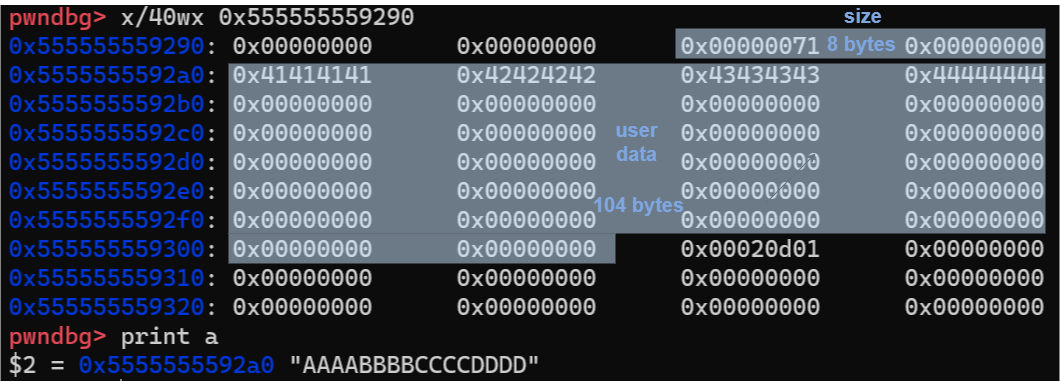 pwndbg> x/40wx 0x555555559290
size
0x555555559290: 0x00000000 0x00000000 0x00000071 8 bytes 0x00000000
0x5555555592a0: 0x41414141 0x42424242 0x43434343 0x44444444
0x5555555592b0: 0x00000000 0x00000000 0x00000000 0x00000000
0x5555555592c0: 0x00000000 0x00000000 0x00000000 0x00000000
user
data
0x5555555592d0: 0x00000000 0x00000000 0x00000000 0x00000000
0x5555555592e0: 0x00000000 0x00000000 0x00000000 0x00000000
104 bytes
0x5555555592f0: 0x00000000 0x00000000 0x00000000 0x00000000
0x555555559300: 0x00000000 0x00000000 0x00020d01 0x00000000
0x555555559310: 0x00000000 0x00000000 0x00000000 0x00000000
0x555555559320: 0x00000000 0x00000000 0x00000000 0x00000000
pwndbg> print a
$2 = 0x5555555592a0 "AAAABBBBCCCCDDDD"